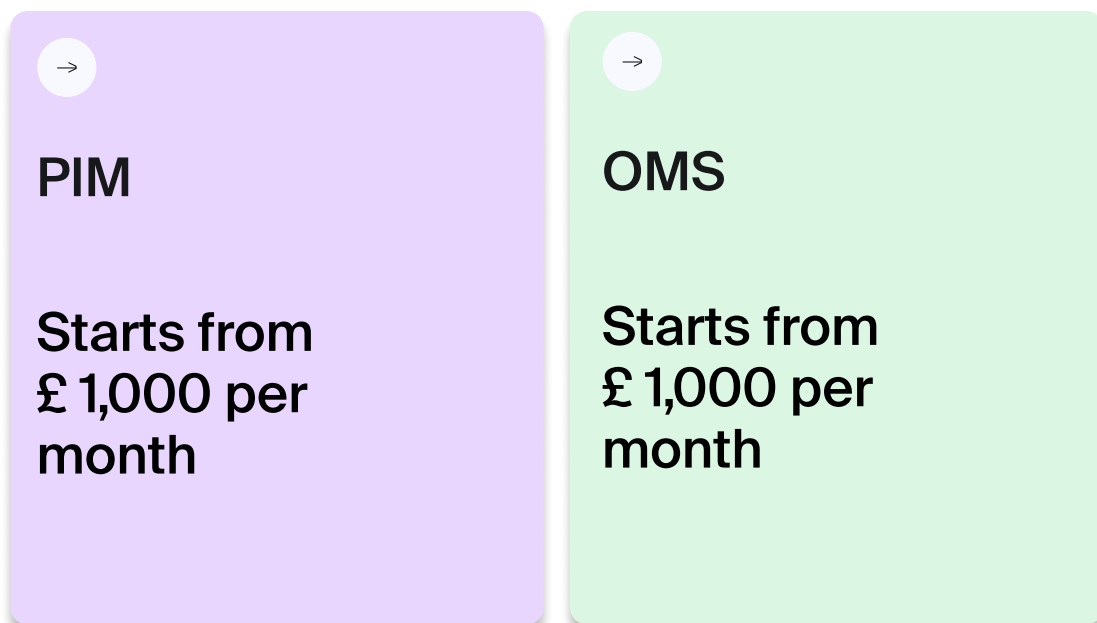 PIM
Starts from
£ 1,000 per
month
OMS
Starts from
£ 1,000 per
month